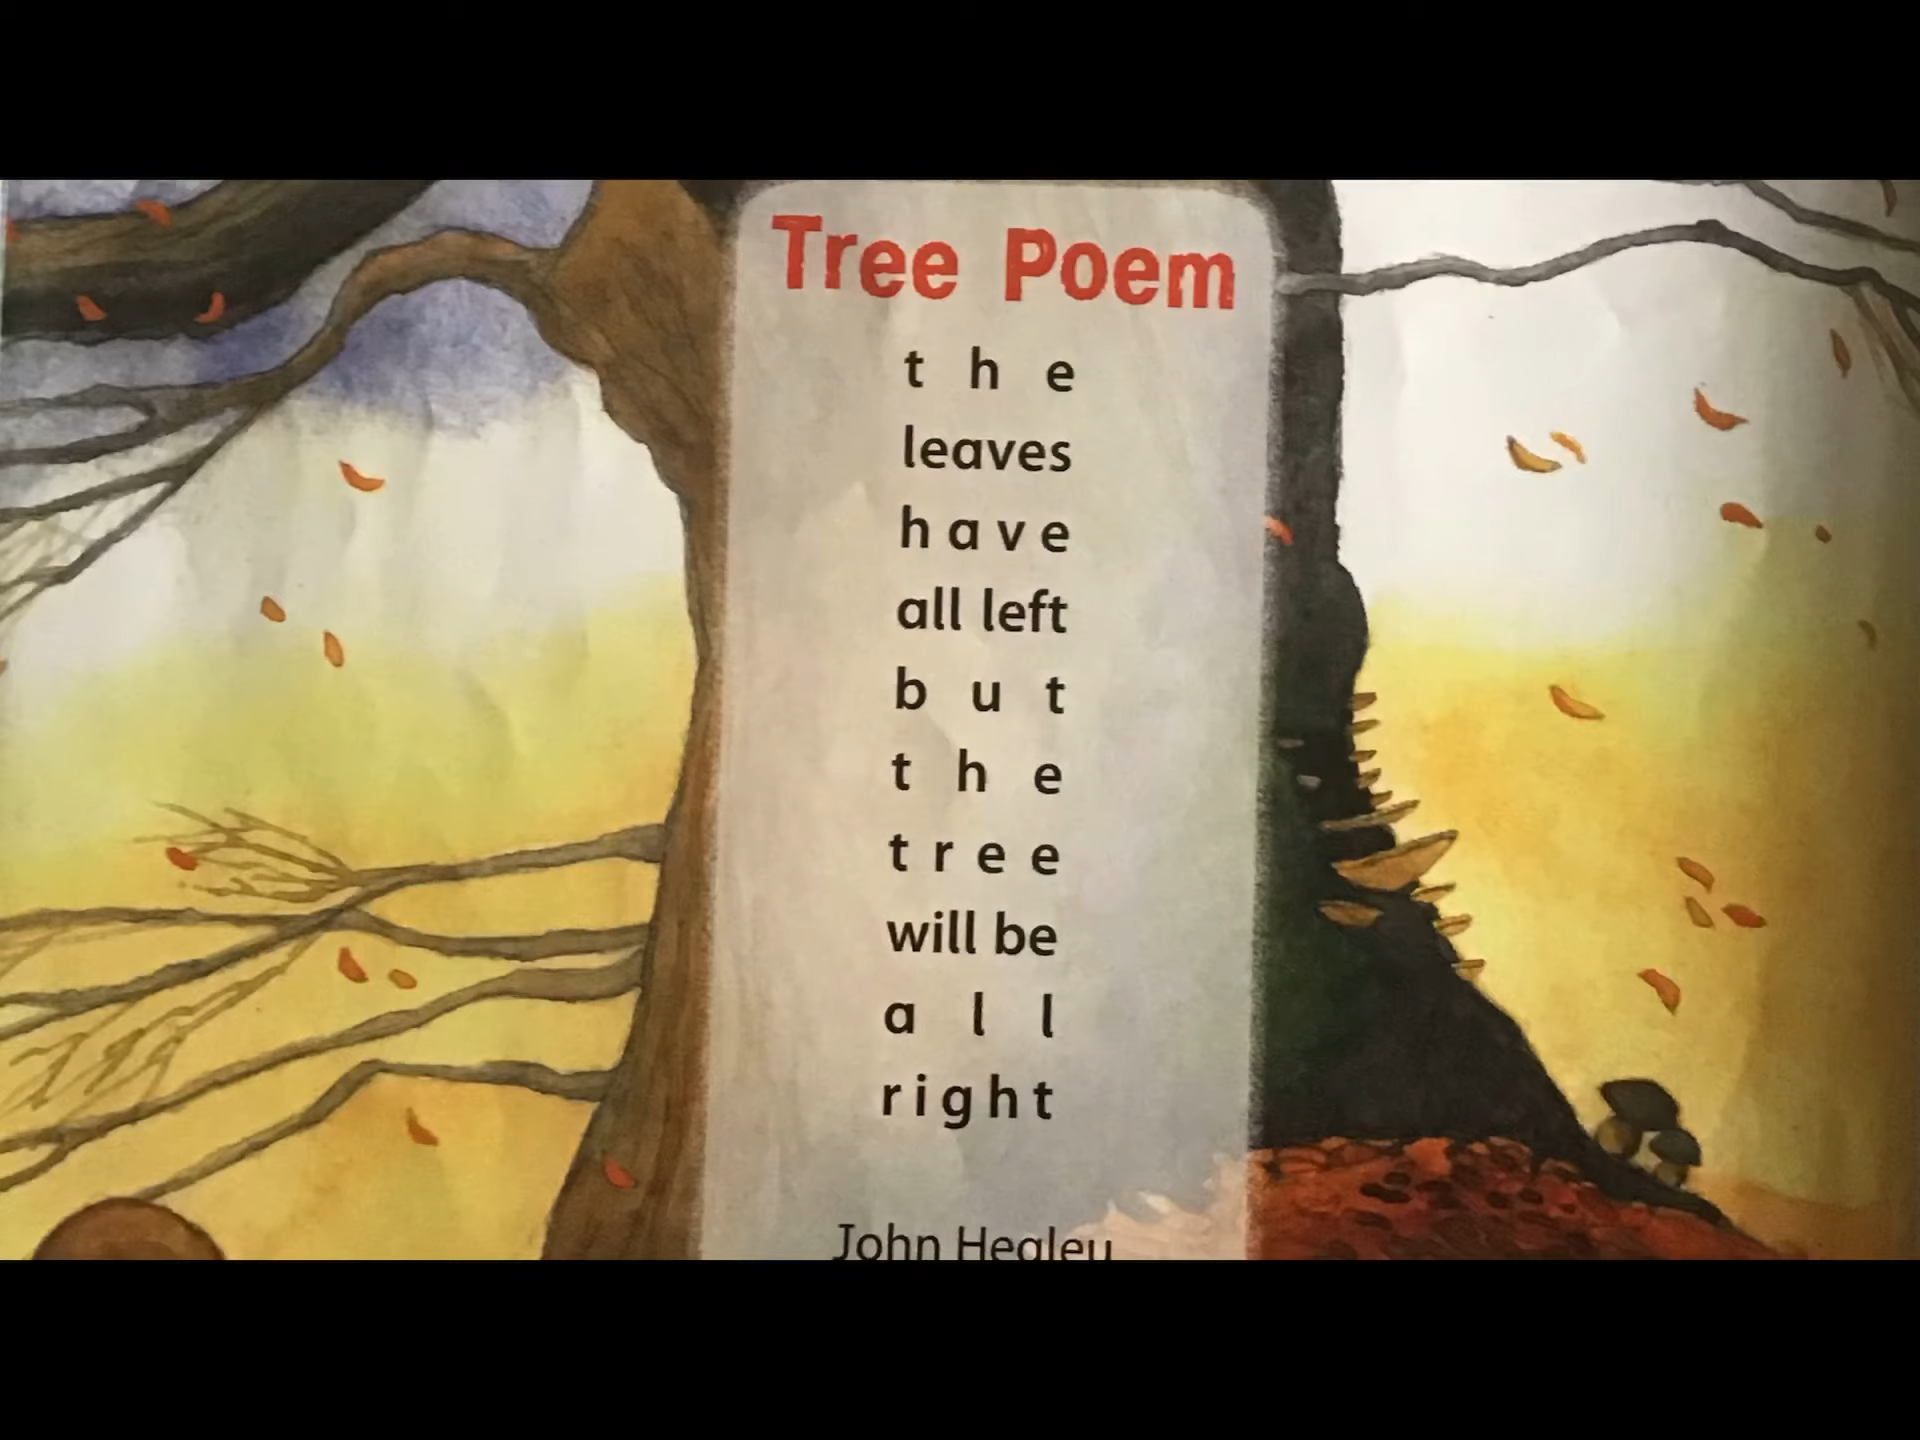 Tree Poem
t h e
leaves
h a v e
all left
b u t
t h e
t r e e
will be
a l l
r i g h t
John Hegley